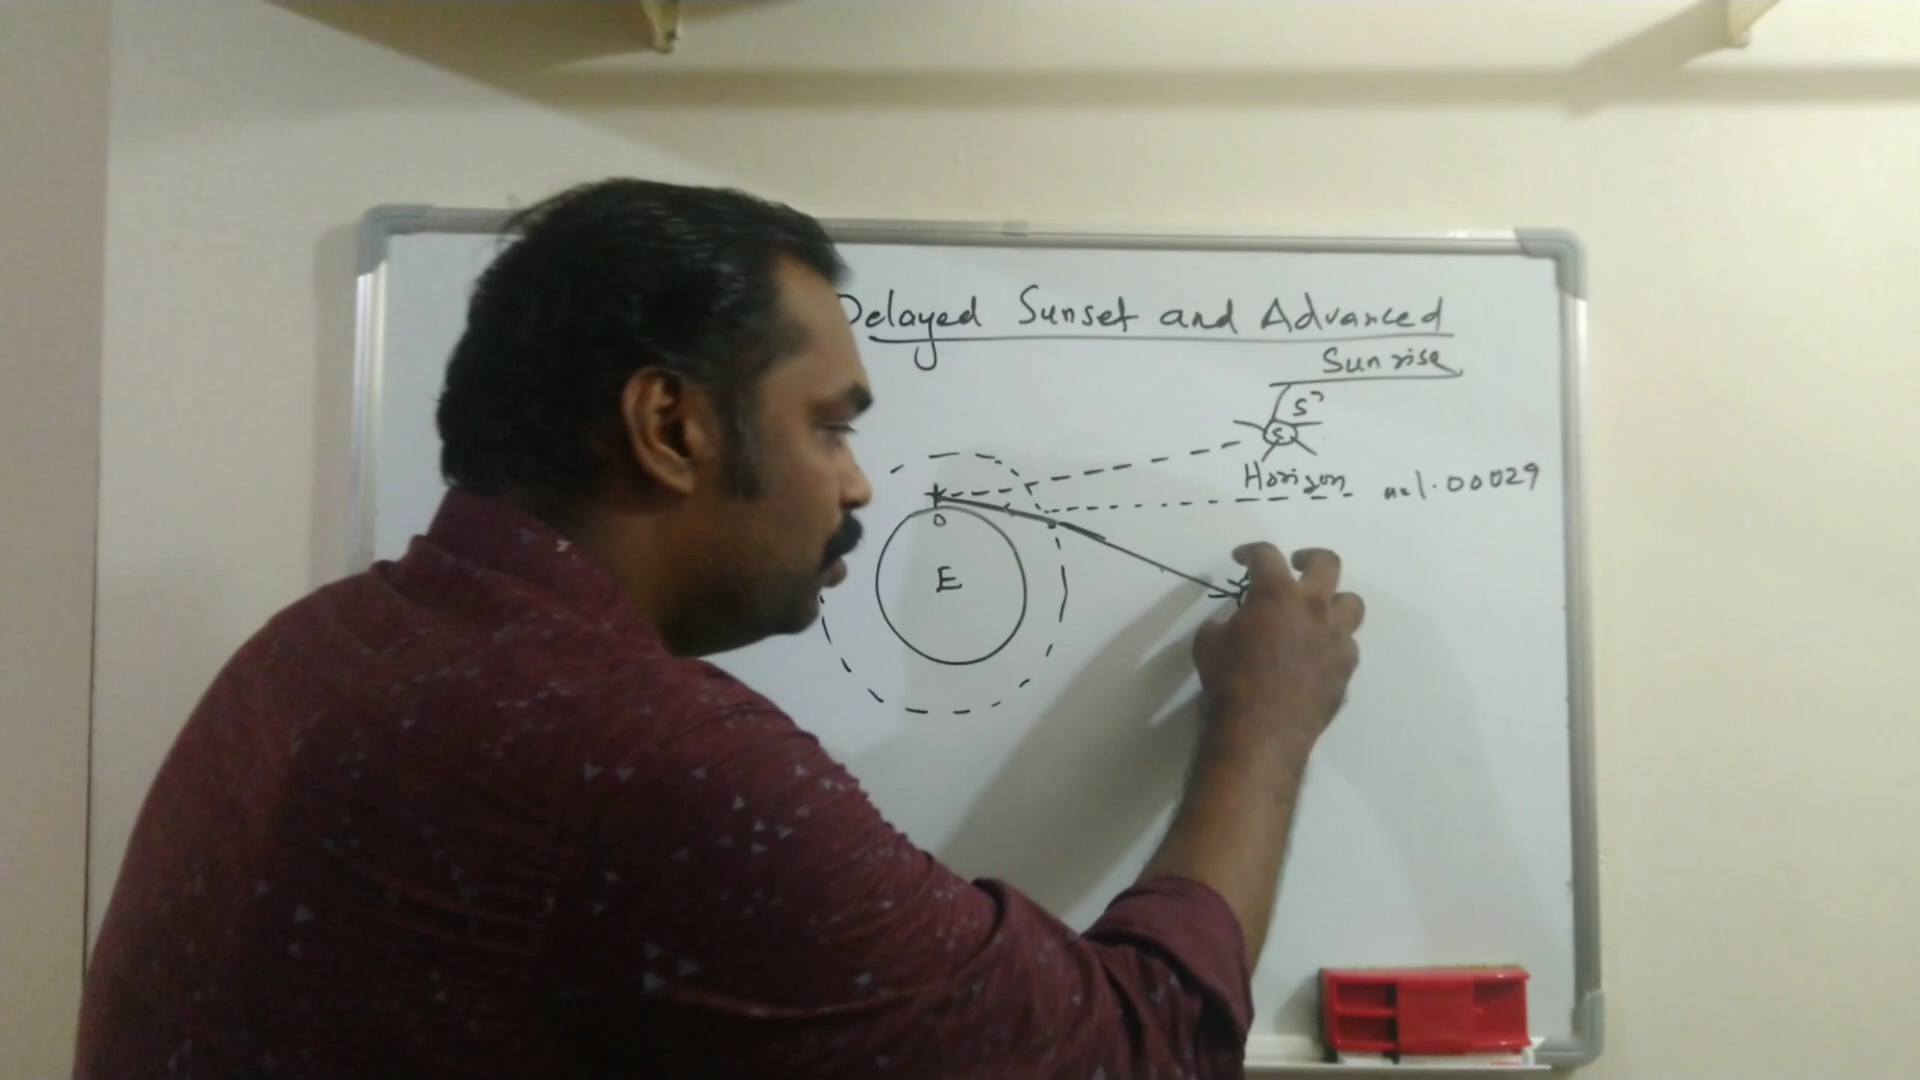 Delayed Sunset and Advanced
Sunrise
S'
S
Horizon n=1.00029
O
E